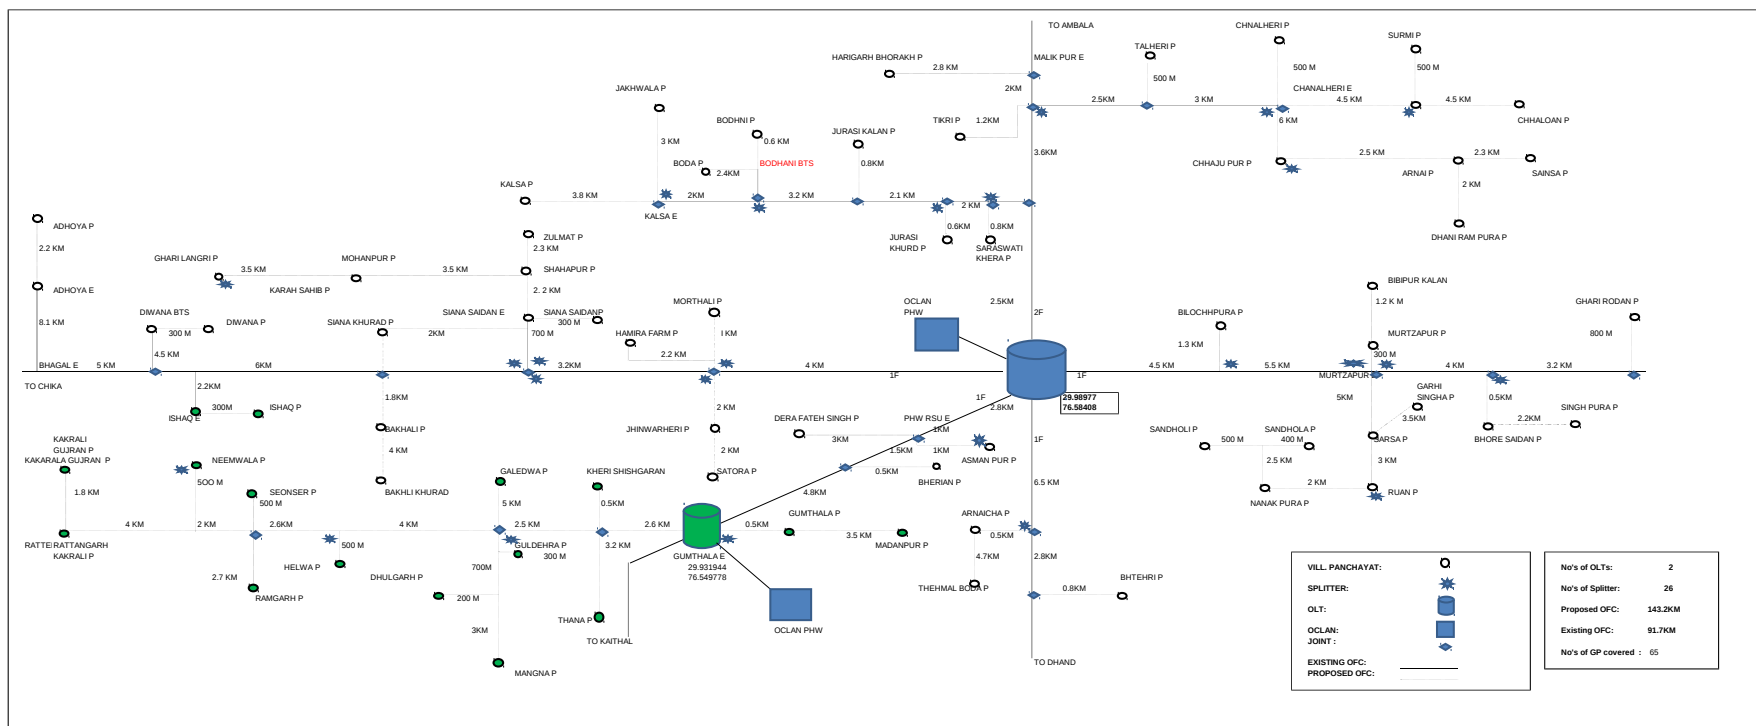 TO AMBALA
CHNALHERI P
SURMI P
TALHERI P
HARIGARH BHORAKH P
2.8 KM
MALIK PUR E
500 M
500 M
500 M
JAKHWALA P
2KM
CHANALHERI E
2.5KM
3 KM
4.5 KM
4.5 KM
BODHNI P
JURASI KALAN P
TIKRI P
1.2KM
6 KM
CHHALOAN P
3 KM
0.6 KM
3.6KM
2.5 KM
2.3 KM
BODA P
BODHANI BTS
0.8KM
CHHAJU PUR P
ARNAI P
SAINSA P
2.4KM
KALSA P
3.8 KM
2KM
3.2 KM
2.1 KM
2 KM
2 KM
KALSA E
ADHOYA P
0.6KM
0.8KM
ZULMAT P
JURASI
KHURD P
SARASWATI
KHERA P
DHANI RAM PURA P
2.2 KM
2.3 KM
GHARI LANGRI P
MOHANPUR P
3.5 KM
3.5 KM
SHAHAPUR P
ADHOYA E
KARAH SAHIB P
2. 2 KM
BIBIPUR KALAN
DIWANA BTS
SIANA SAIDAN E
SIANA SAIDANP
MORTHALI P
OCLAN
PHW
2.5KM
1.2 K M
GHARI RODAN P
8.1 KM
DIWANA P
300 M
SIANA KHURAD P
2KM
700 M
300 M
HAMIRA FARM P
I KM
2F
BILOCHHPURA P
MURTZAPUR P
800 M
4.5 KM
2.2 KM
1.3 KM
300 M
BHAGAL E
5 KM
6KM
3.2KM
4 KM
1F
1F
4.5 KM
5.5 KM
MURTZAPUR
4 KM
3.2 KM
TO CHIKA
2.2KM
1.8KM
1F
2.8KM
29.98977
76.58408
5KM
GARHI
SINGHA P
0.5KM
300M
ISHAQ P
ISHAQ E
2 KM
DERA FATEH SINGH P
PHW RSU E
3.5KM
2.2KM
SINGH PURA P
KAKRALI
GUJRAN P
BAKHALI P
JHINWARHERI P
3KM
1KM
1F
SANDHOLI P
500 M
SANDHOLA P
400 M
SARSA P
BHORE SAIDAN P
KAKARALA GUJRAN P
NEEMWALA P
4 KM
2 KM
1.5KM
1KM
ASMAN PUR P
2.5 KM
3 KM
GALEDWA P
KHERI SHISHGARAN
SATORA P
0.5KM
BHERIAN P
6.5 KM
2 KM
RUAN P
1.8 KM
5OO M
SEONSER P
500 M
BAKHLI KHURAD
5 KM
0.5KM
4.8KM
NANAK PURA P
4 KM
2 KM
2.6KM
4 KM
2.5 KM
2.6 KM
0.5KM
GUMTHALA P
ARNAICHA P
0.5KM
RATTERATTANGARH
KAKRALI P
500 M
GULDEHRA P
300 M
3.2 KM
GUMTHALA E
29.931944
76.549778
3.5 KM
MADANPUR P
4.7KM
2.8KM
HELWA P
DHULGARH P
700M
2.7 KM
RAMGARH P
200 M
THEHMAL BODA P
0.8KM
BHTEHRI P
3KM
THANA P
TO KAITHAL
OCLAN PHW
MANGNA P
TO DHAND
VILL. PANCHAYAT:
SPLITTER:
OLT:
OCLAN:
JOINT :
EXISTING OFC:
PROPOSED OFC:
No's of OLTs: 2
No's of Splitter: 26
Proposed OFC: 143.2KM
Existing OFC: 91.7KM
No's of GP covered : 65